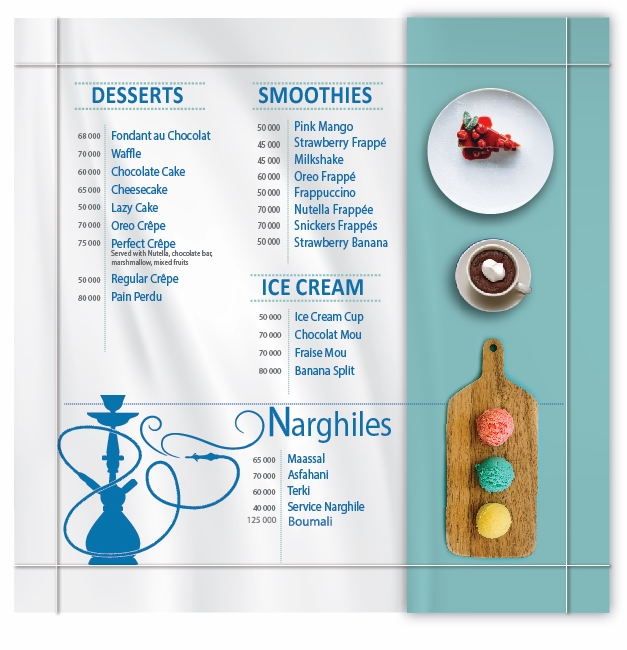 DESSERTS
68 000 Fondant au Chocolat
70 000 Waffle
60 000 Chocolate Cake
65 000 Cheesecake
50 000 Lazy Cake
70 000 Oreo Crêpe
75 000 Perfect Crêpe
Served with Nutella, chocolate bar,
marshmallow, mixed fruits
50 000 Regular Crêpe
80 000 Pain Perdu
SMOOTHIES
50 000 Pink Mango
45 000 Strawberry Frappé
45 000 Milkshake
60 000 Oreo Frappé
50 000 Frappuccino
70 000 Nutella Frappée
70 000 Snickers Frappés
50 000 Strawberry Banana
ICE CREAM
50 000 Ice Cream Cup
70 000 Chocolat Mou
70 000 Fraise Mou
80 000 Banana Split
Narghiles
65 000 Maassal
70 000 Asfahani
60 000 Terki
40 000 Service Narghile
125 000 Boumali